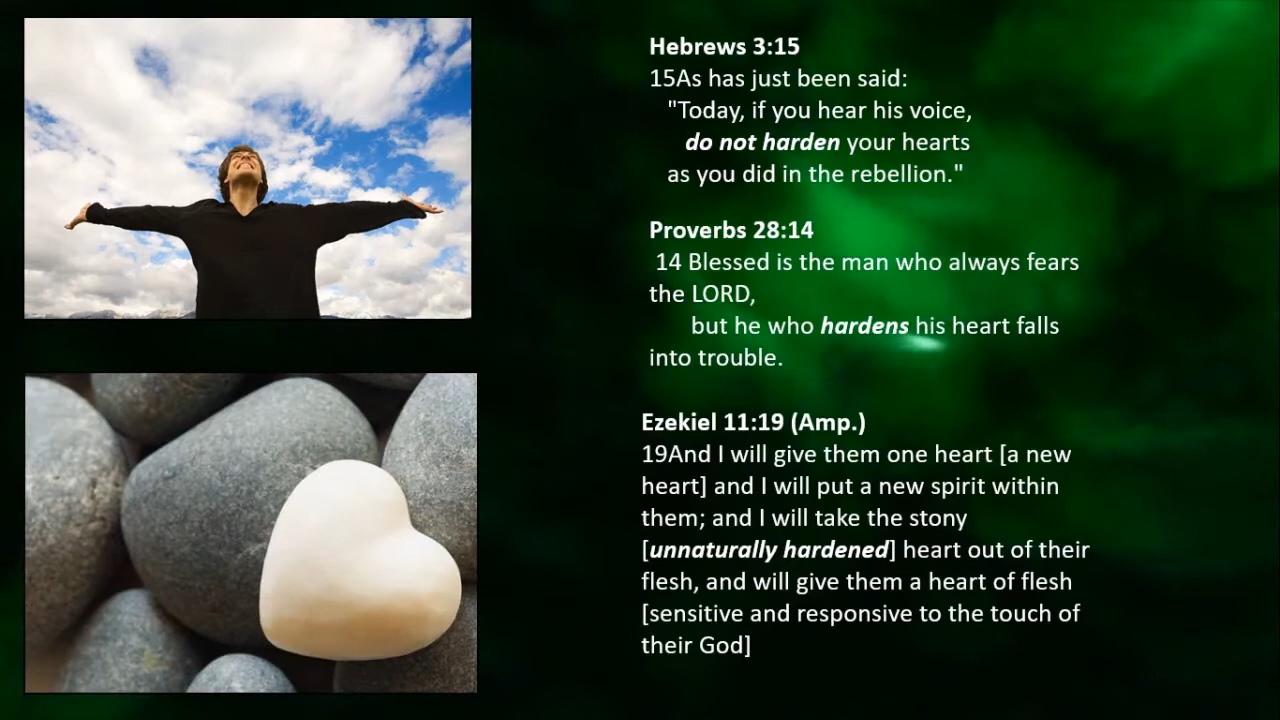 Hebrews 3:15
15As has just been said:
"Today, if you hear his voice,
do not harden your hearts
as you did in the rebellion."
Proverbs 28:14
14 Blessed is the man who always fears
the LORD,
but he who hardens his heart falls
into trouble.
Ezekiel 11:19 (Amp.)
19And I will give them one heart [a new
heart] and I will put a new spirit within
them; and I will take the stony
[unnaturally hardened] heart out of their
flesh, and will give them a heart of flesh
[sensitive and responsive to the touch of
their God]